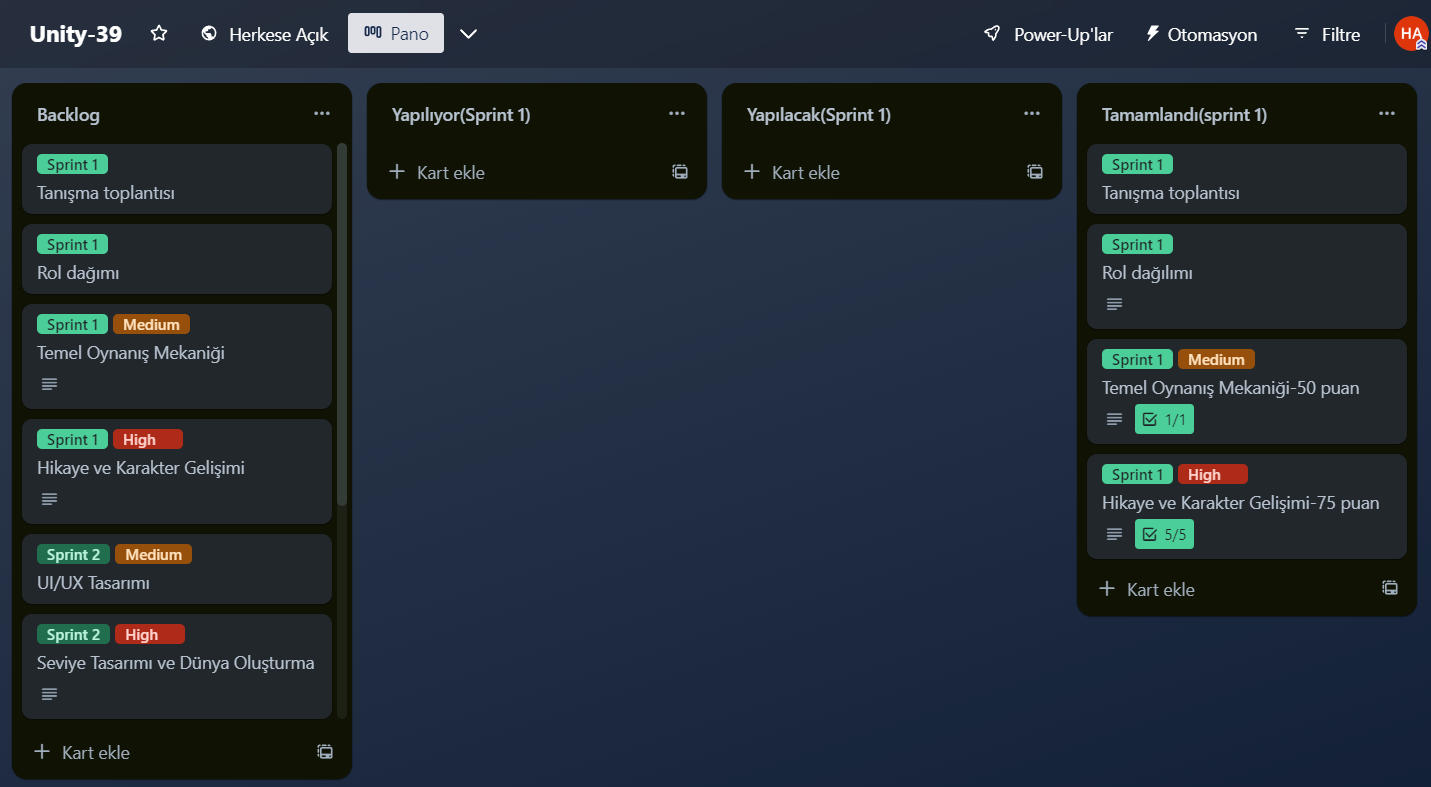 Unity-39
Herkese Açık
Pano
Power-Up'lar
Otomasyon
Filtre
HA
Backlog
Sprint 1
Tanışma toplantısı
Sprint 1
Rol dağımı
Sprint 1 Medium
Temel Oynanış Mekaniği
Sprint 1 High
Hikaye ve Karakter Gelişimi
Sprint 2 Medium
UI/UX Tasarımı
Sprint 2 High
Seviye Tasarımı ve Dünya Oluşturma
Kart ekle
Yapılıyor(Sprint 1)
Kart ekle
Yapılacak(Sprint 1)
Kart ekle
Tamamlandı(sprint 1)
Sprint 1
Tanışma toplantısı
Sprint 1
Rol dağılımı
Sprint 1 Medium
Temel Oynanış Mekaniği-50 puan
1/1
Sprint 1 High
Hikaye ve Karakter Gelişimi-75 puan
5/5
Kart ekle